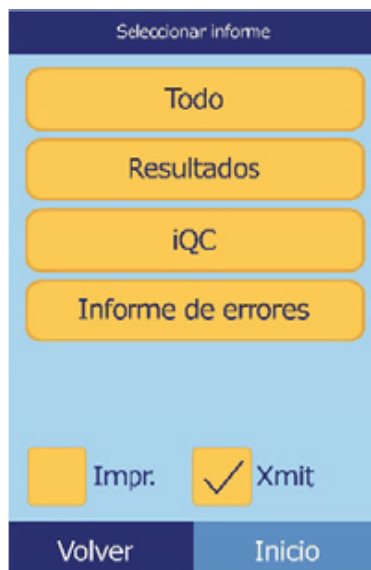 Seleccionar informe
Todo
Resultados
iQC
Informe de errores
Impr. Xmit
Volver Inicio